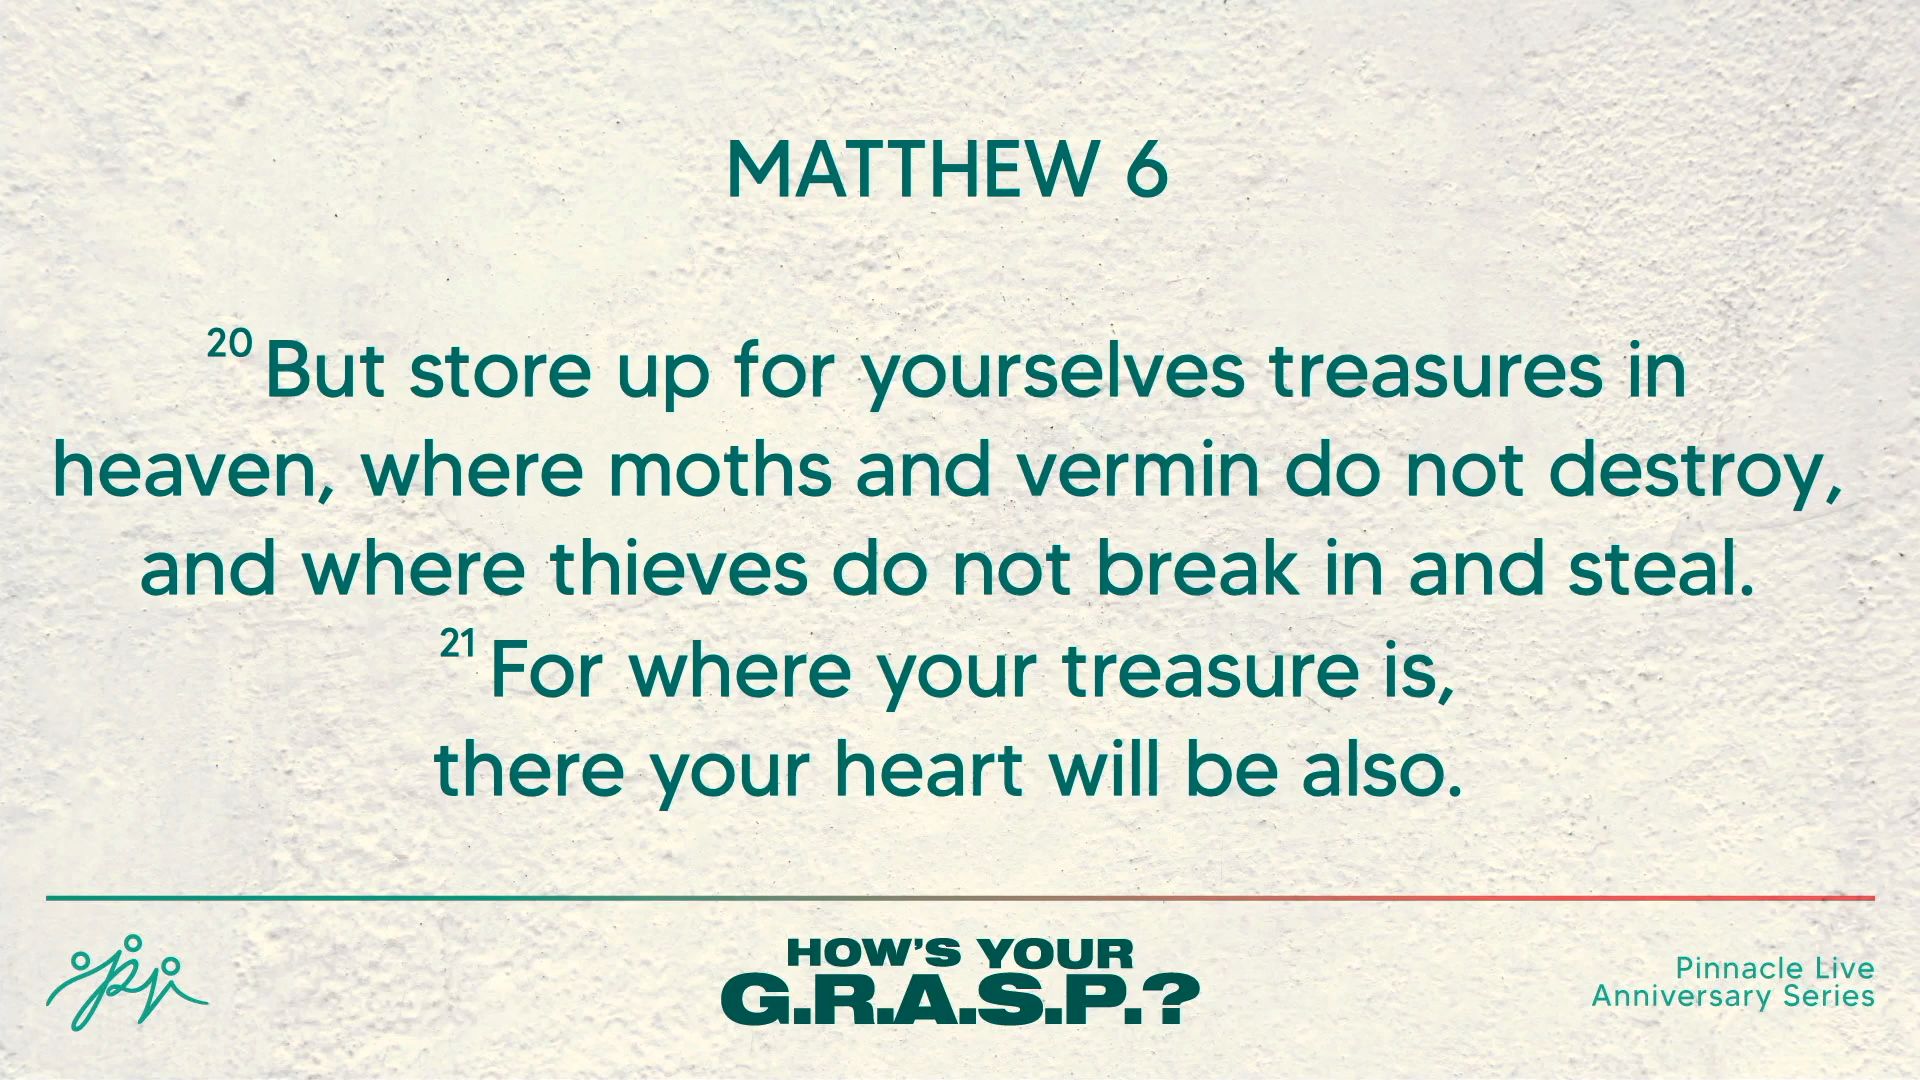 MATTHEW 6
20 But store up for yourselves treasures in
heaven, where moths and vermin do not destroy,
and where thieves do not break in and steal.
21 For where your treasure is,
there your heart will be also.
HOW'S YOUR
G.R.A.S.P.?
Pinnacle Live
Anniversary Series